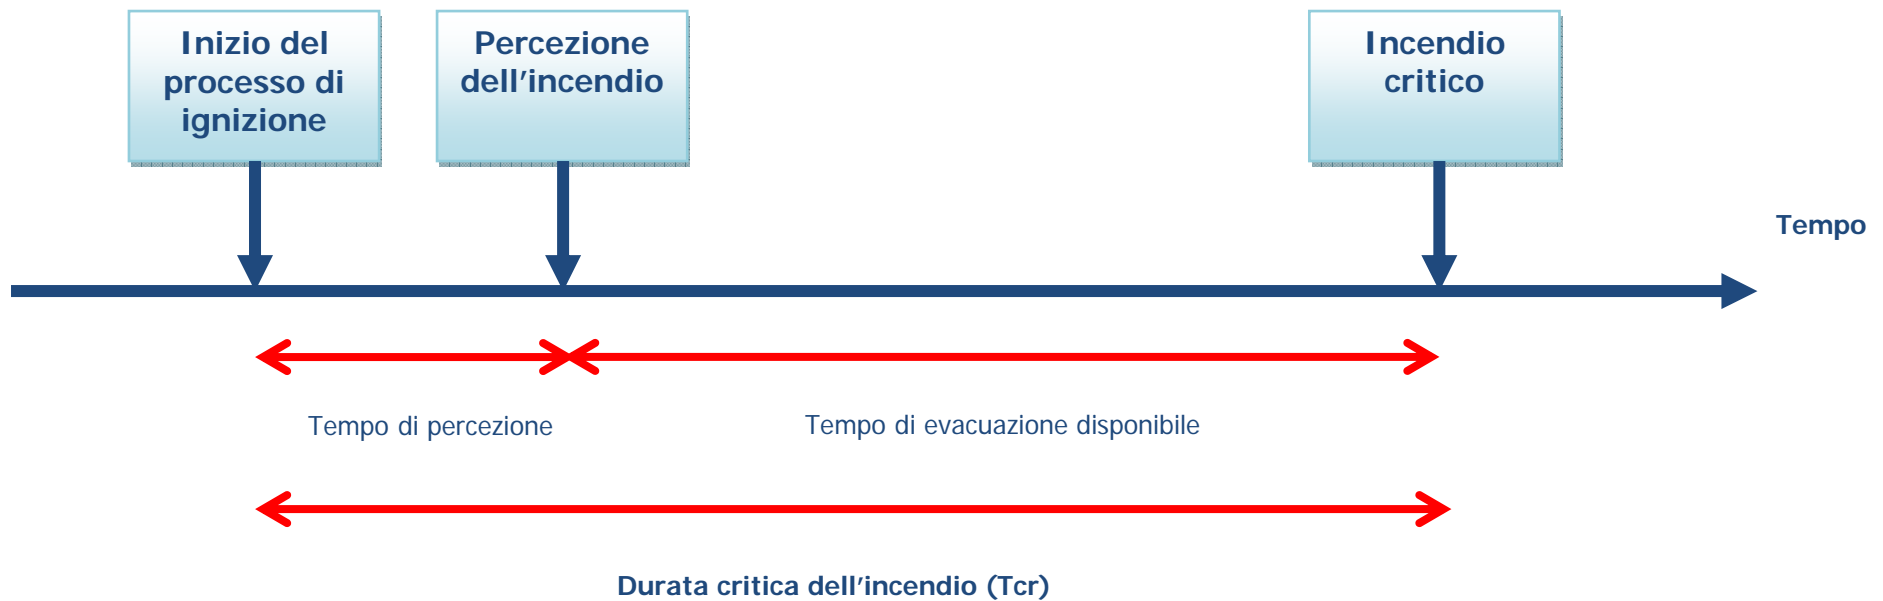 Inizio del
processo di
ignizione
Percezione
dell’incendio
Incendio
critico
Tempo
Tempo di percezione
Tempo di evacuazione disponibile
Durata critica dell’incendio (Tcr)